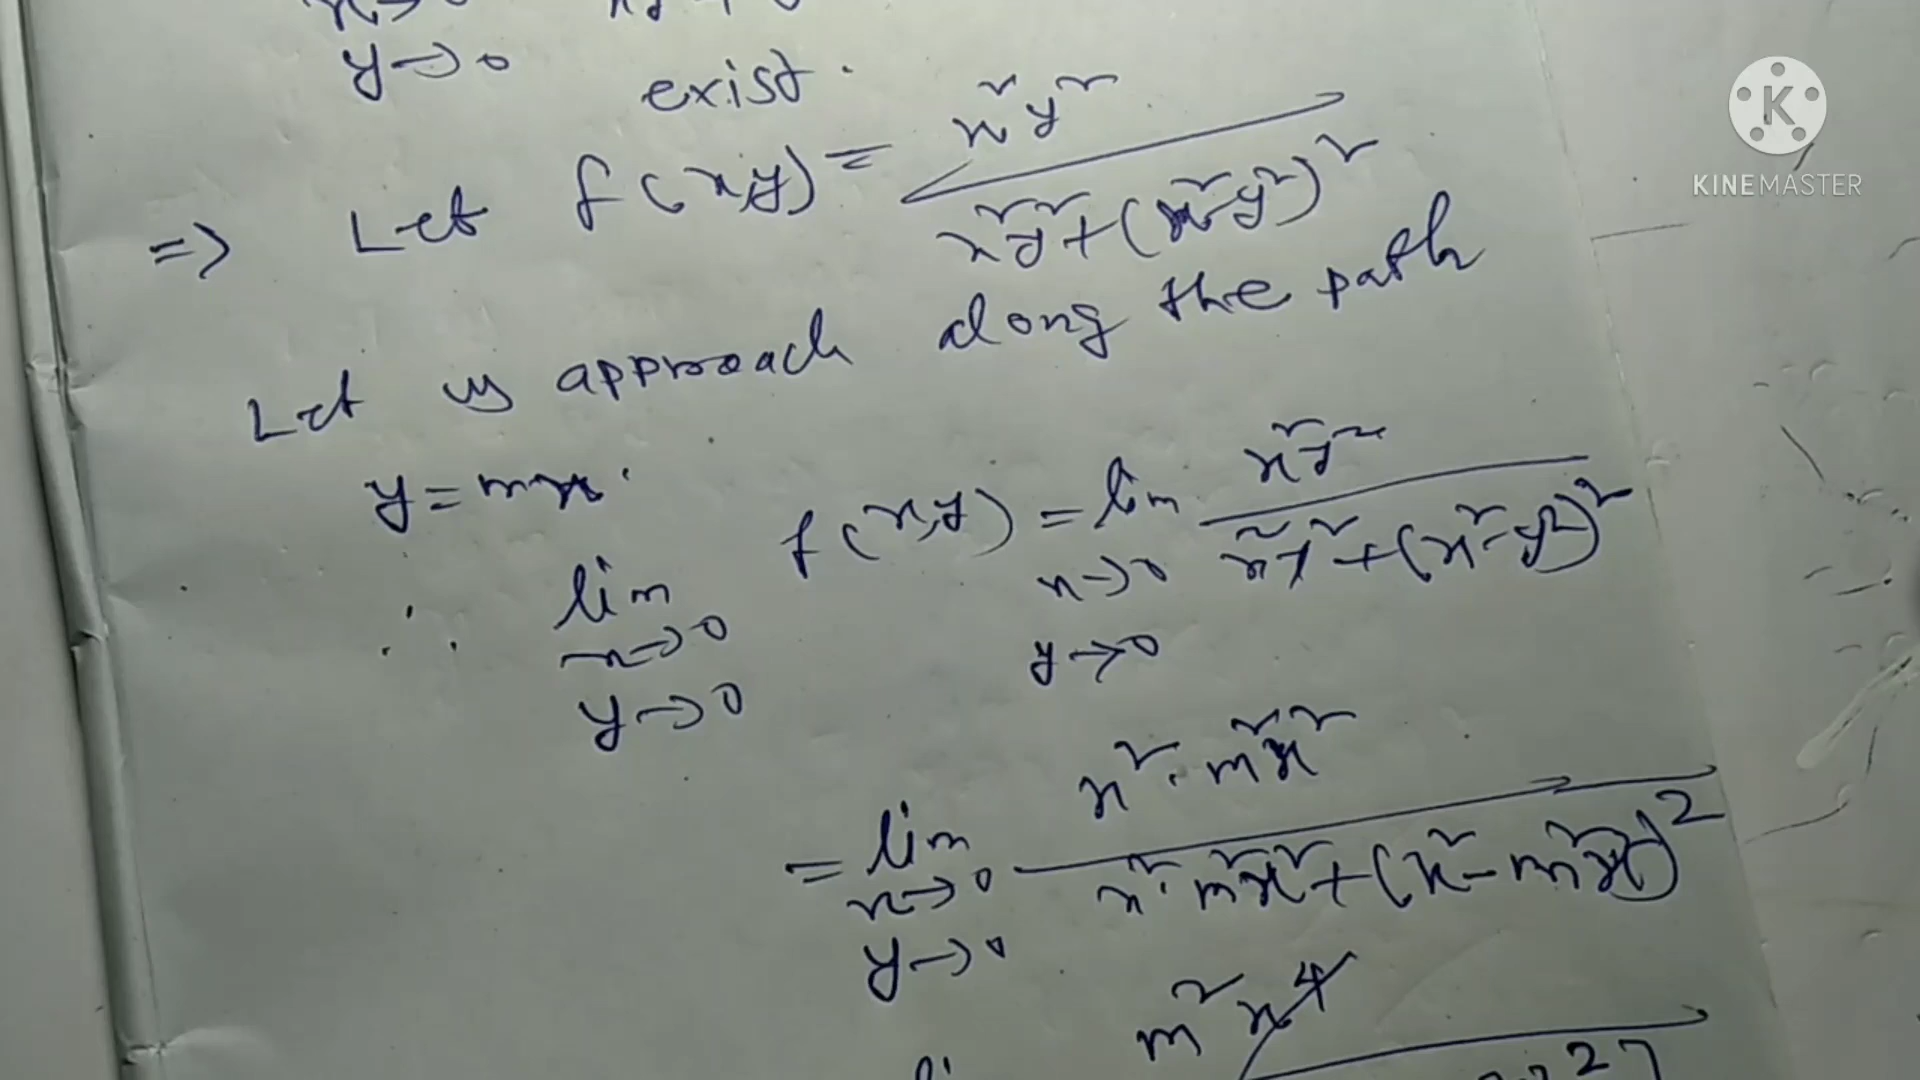 y→0 exist.
=> Let f(x,y) = x²y² / x²y²+(x²-y²)²
Let us approach along the path
y=mx.
∴ lim x→0 y→0 f(x,y) = lim x→0 y→0 x²y² / x²y²+(x²-y²)²
= lim x→0 y→0 x²·m²x² / x²·m²x²+(x²-m²x²)²
m²x⁴
KINEMASTER